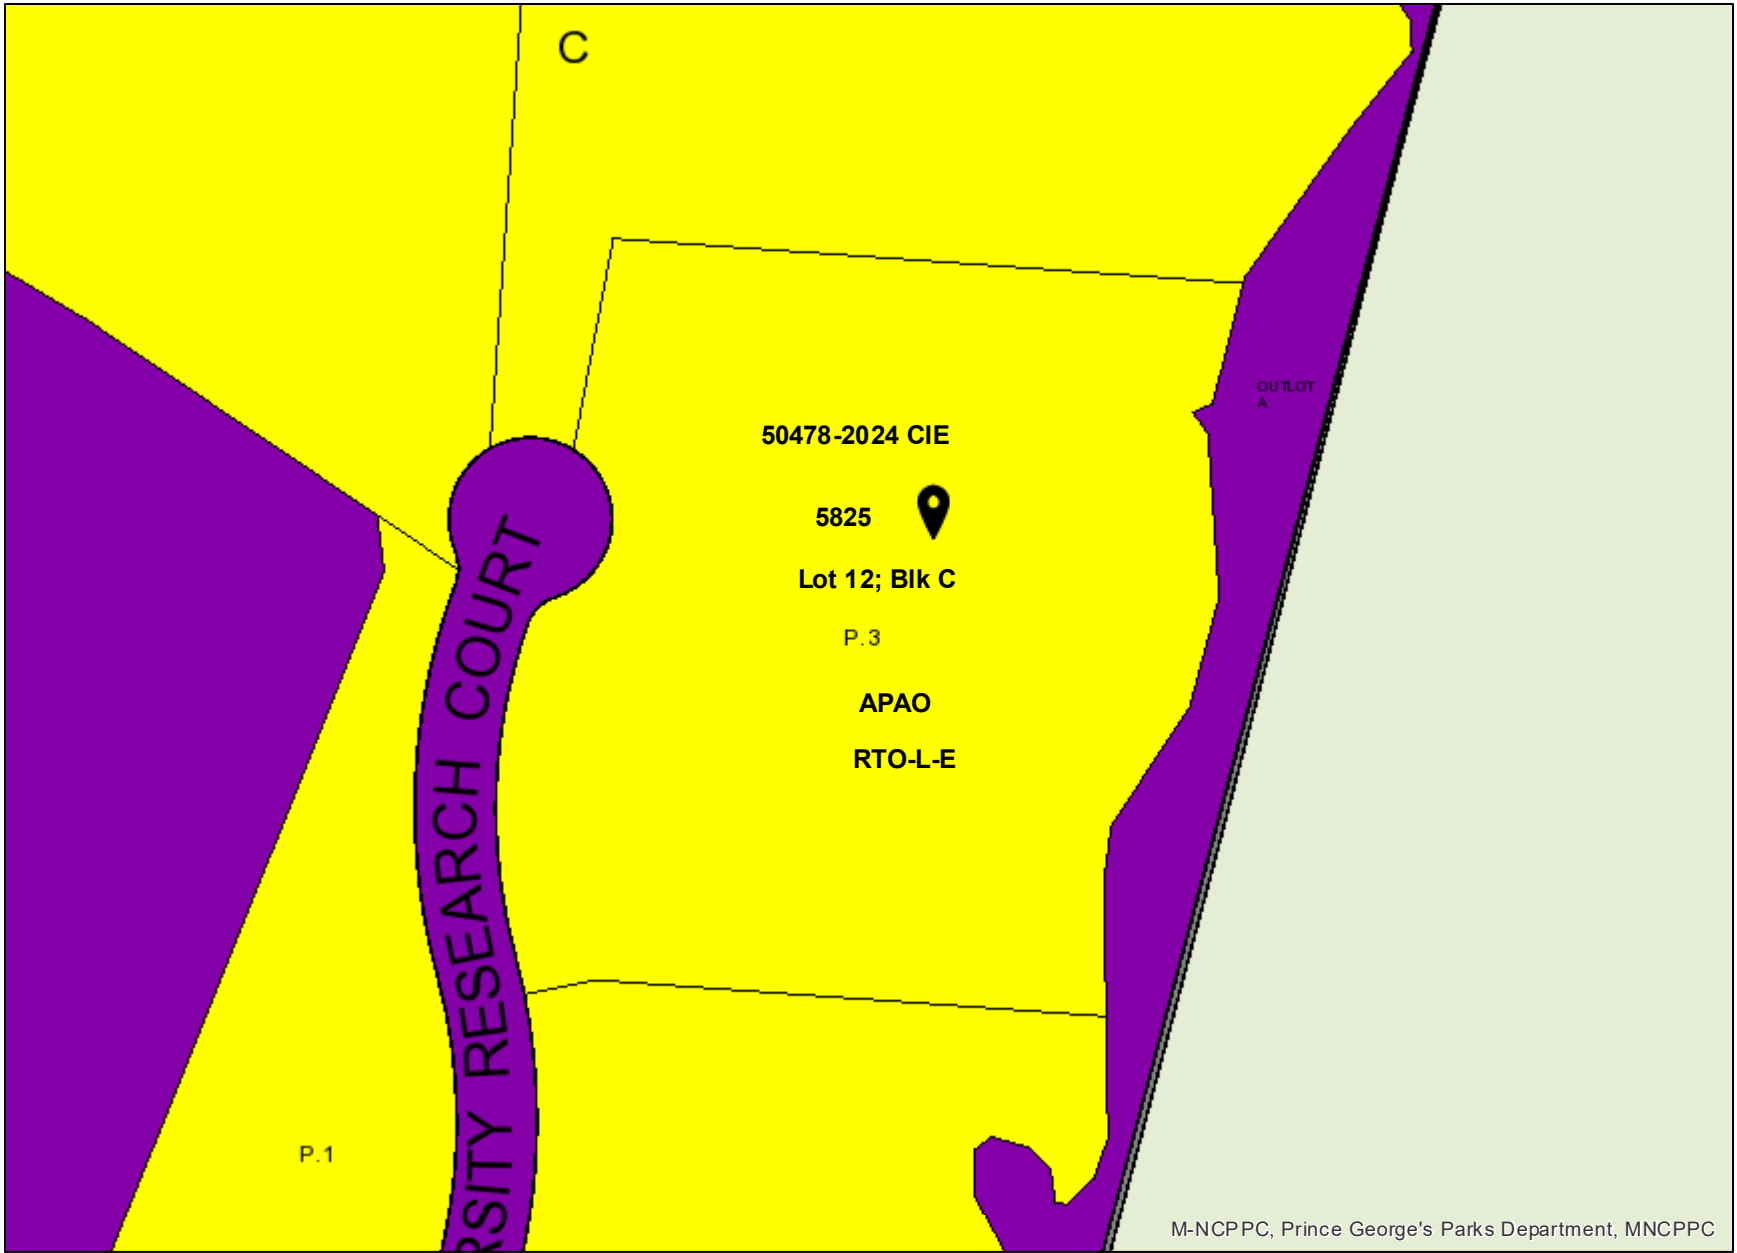 C
OUTLOT
A
50478-2024 CIE
5825
Lot 12; Blk C
P.3
APAO
RTO-L-E
RSITY RESEARCH COURT
P.1
M-NCPPC, Prince George's Parks Department, MNCPPC